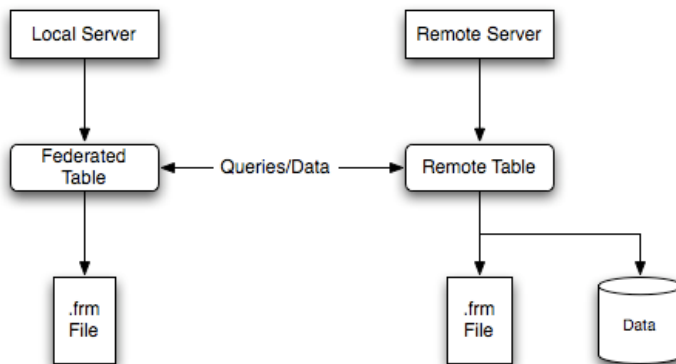 Local Server
Remote Server
Federated
Table
Queries/Data
Remote Table
.frm
File
.frm
File
Data